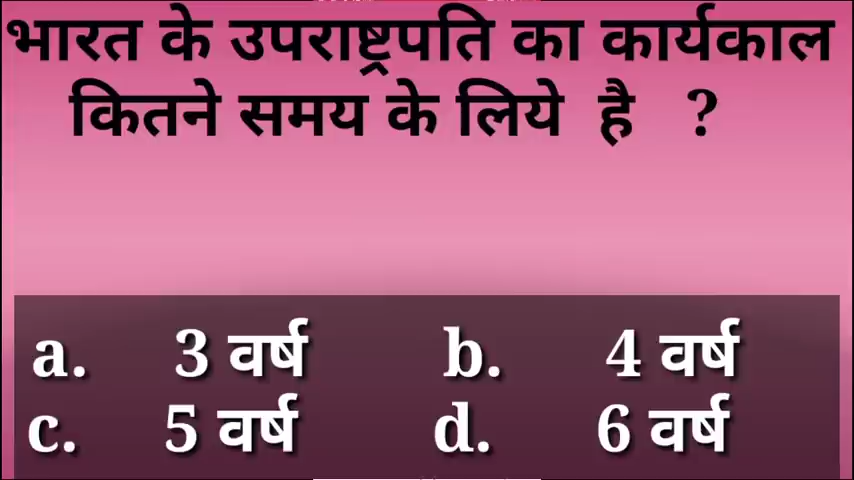 भारत के उपराष्ट्रपति का कार्यकाल
कितने समय के लिये है ?
a. 3 वर्ष b. 4 वर्ष
c. 5 वर्ष d. 6 वर्ष